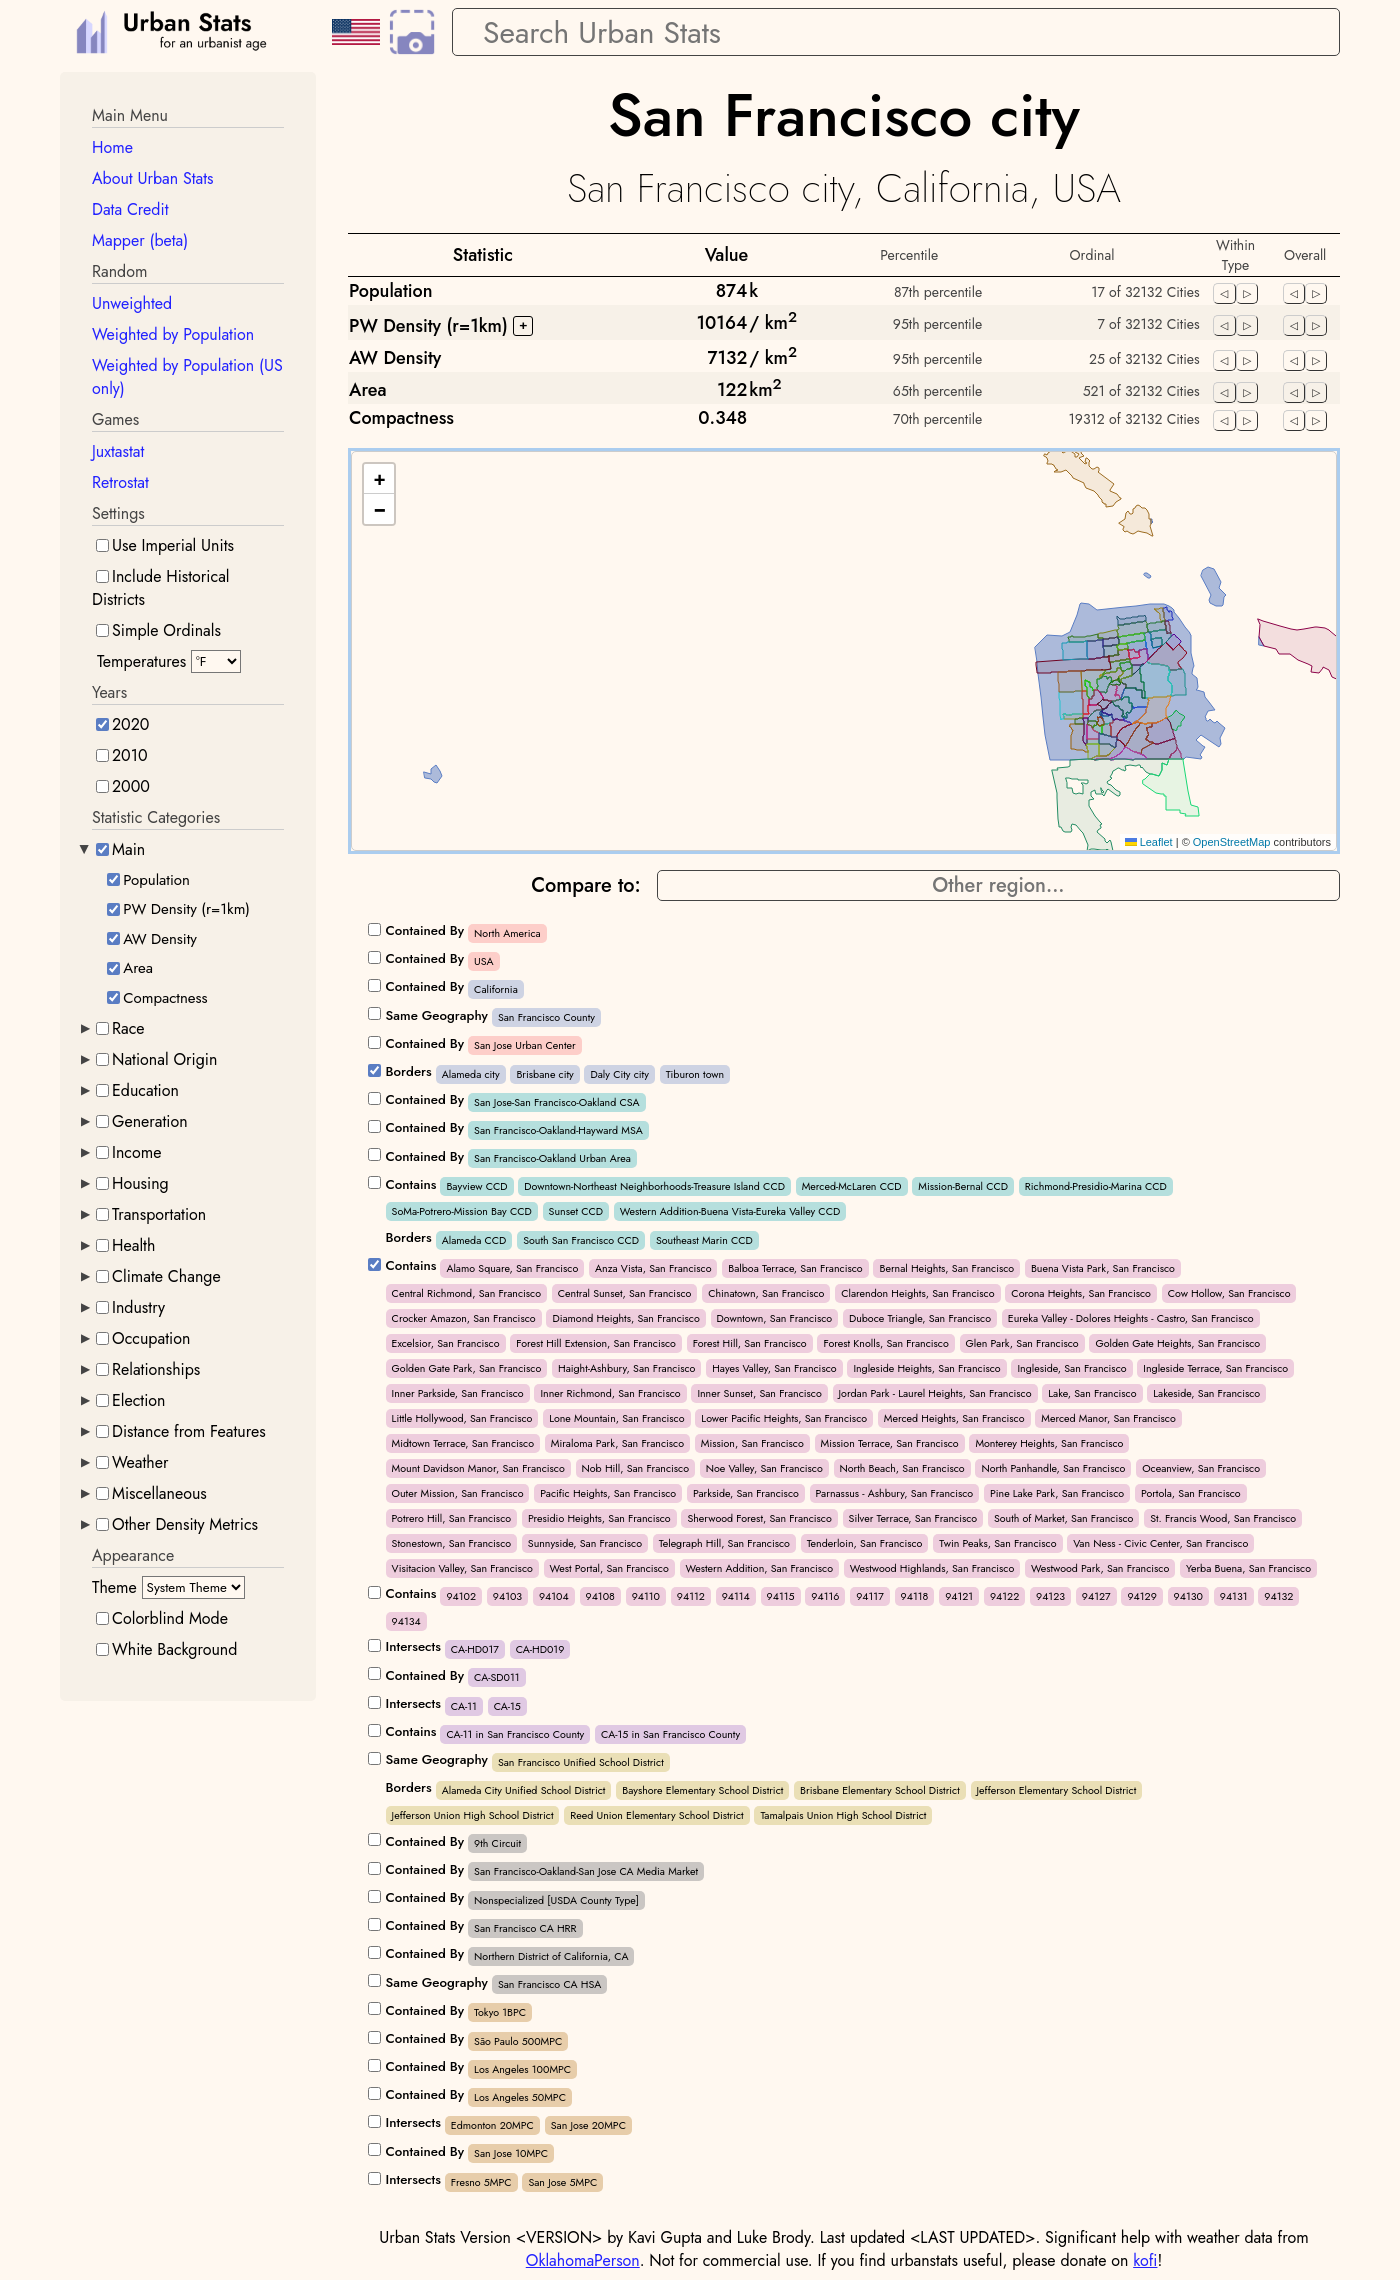 Urban Stats
for an urbanist age
Search Urban Stats
Main Menu
Home
About Urban Stats
Data Credit
Mapper (beta)
Random
Unweighted
Weighted by Population
Weighted by Population (US
only)
Games
Juxtastat
Retrostat
Settings
Use Imperial Units
Include Historical
Districts
Simple Ordinals
Temperatures °F
Years
2020
2010
2000
Statistic Categories
Main
Population
PW Density (r=1km)
AW Density
Area
Compactness
Race
National Origin
Education
Generation
Income
Housing
Transportation
Health
Climate Change
Industry
Occupation
Relationships
Election
Distance from Features
Weather
Miscellaneous
Other Density Metrics
Appearance
Theme System Theme
Colorblind Mode
White Background
San Francisco city
San Francisco city, California, USA
Statistic Value Percentile Ordinal Within Type Overall
Population 874 k 87th percentile 17 of 32132 Cities
PW Density (r=1km) + 10164 / km² 95th percentile 7 of 32132 Cities
AW Density 7132 / km² 95th percentile 25 of 32132 Cities
Area 122 km² 65th percentile 521 of 32132 Cities
Compactness 0.348 70th percentile 19312 of 32132 Cities
+
−
Leaflet | © OpenStreetMap contributors
Compare to: Other region...
Contained By North America
Contained By USA
Contained By California
Same Geography San Francisco County
Contained By San Jose Urban Center
Borders Alameda city Brisbane city Daly City city Tiburon town
Contained By San Jose-San Francisco-Oakland CSA
Contained By San Francisco-Oakland-Hayward MSA
Contained By San Francisco-Oakland Urban Area
Contains Bayview CCD Downtown-Northeast Neighborhoods-Treasure Island CCD Merced-McLaren CCD Mission-Bernal CCD Richmond-Presidio-Marina CCD
SoMa-Potrero-Mission Bay CCD Sunset CCD Western Addition-Buena Vista-Eureka Valley CCD
Borders Alameda CCD South San Francisco CCD Southeast Marin CCD
Contains Alamo Square, San Francisco Anza Vista, San Francisco Balboa Terrace, San Francisco Bernal Heights, San Francisco Buena Vista Park, San Francisco
Central Richmond, San Francisco Central Sunset, San Francisco Chinatown, San Francisco Clarendon Heights, San Francisco Corona Heights, San Francisco Cow Hollow, San Francisco
Crocker Amazon, San Francisco Diamond Heights, San Francisco Downtown, San Francisco Duboce Triangle, San Francisco Eureka Valley - Dolores Heights - Castro, San Francisco
Excelsior, San Francisco Forest Hill Extension, San Francisco Forest Hill, San Francisco Forest Knolls, San Francisco Glen Park, San Francisco Golden Gate Heights, San Francisco
Golden Gate Park, San Francisco Haight-Ashbury, San Francisco Hayes Valley, San Francisco Ingleside Heights, San Francisco Ingleside, San Francisco Ingleside Terrace, San Francisco
Inner Parkside, San Francisco Inner Richmond, San Francisco Inner Sunset, San Francisco Jordan Park - Laurel Heights, San Francisco Lake, San Francisco Lakeside, San Francisco
Little Hollywood, San Francisco Lone Mountain, San Francisco Lower Pacific Heights, San Francisco Merced Heights, San Francisco Merced Manor, San Francisco
Midtown Terrace, San Francisco Miraloma Park, San Francisco Mission, San Francisco Mission Terrace, San Francisco Monterey Heights, San Francisco
Mount Davidson Manor, San Francisco Nob Hill, San Francisco Noe Valley, San Francisco North Beach, San Francisco North Panhandle, San Francisco Oceanview, San Francisco
Outer Mission, San Francisco Pacific Heights, San Francisco Parkside, San Francisco Parnassus - Ashbury, San Francisco Pine Lake Park, San Francisco Portola, San Francisco
Potrero Hill, San Francisco Presidio Heights, San Francisco Sherwood Forest, San Francisco Silver Terrace, San Francisco South of Market, San Francisco St. Francis Wood, San Francisco
Stonestown, San Francisco Sunnyside, San Francisco Telegraph Hill, San Francisco Tenderloin, San Francisco Twin Peaks, San Francisco Van Ness - Civic Center, San Francisco
Visitacion Valley, San Francisco West Portal, San Francisco Western Addition, San Francisco Westwood Highlands, San Francisco Westwood Park, San Francisco Yerba Buena, San Francisco
Contains 94102 94103 94104 94108 94110 94112 94114 94115 94116 94117 94118 94121 94122 94123 94127 94129 94130 94131 94132
94134
Intersects CA-HD017 CA-HD019
Contained By CA-SD011
Intersects CA-11 CA-15
Contains CA-11 in San Francisco County CA-15 in San Francisco County
Same Geography San Francisco Unified School District
Borders Alameda City Unified School District Bayshore Elementary School District Brisbane Elementary School District Jefferson Elementary School District
Jefferson Union High School District Reed Union Elementary School District Tamalpais Union High School District
Contained By 9th Circuit
Contained By San Francisco-Oakland-San Jose CA Media Market
Contained By Nonspecialized [USDA County Type]
Contained By San Francisco CA HRR
Contained By Northern District of California, CA
Same Geography San Francisco CA HSA
Contained By Tokyo 1BPC
Contained By São Paulo 500MPC
Contained By Los Angeles 100MPC
Contained By Los Angeles 50MPC
Intersects Edmonton 20MPC San Jose 20MPC
Contained By San Jose 10MPC
Intersects Fresno 5MPC San Jose 5MPC
Urban Stats Version <VERSION> by Kavi Gupta and Luke Brody. Last updated <LAST UPDATED>. Significant help with weather data from
OklahomaPerson. Not for commercial use. If you find urbanstats useful, please donate on kofi!